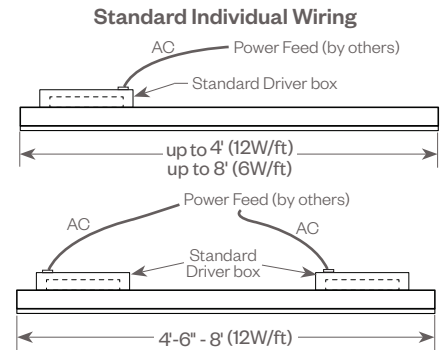 Standard Individual Wiring
AC
Power Feed (by others)
Standard Driver box
up to 4' (12W/ft)
up to 8' (6W/ft)
Power Feed (by others)
AC
AC
Standard
Driver box
4'-6" - 8' (12W/ft)